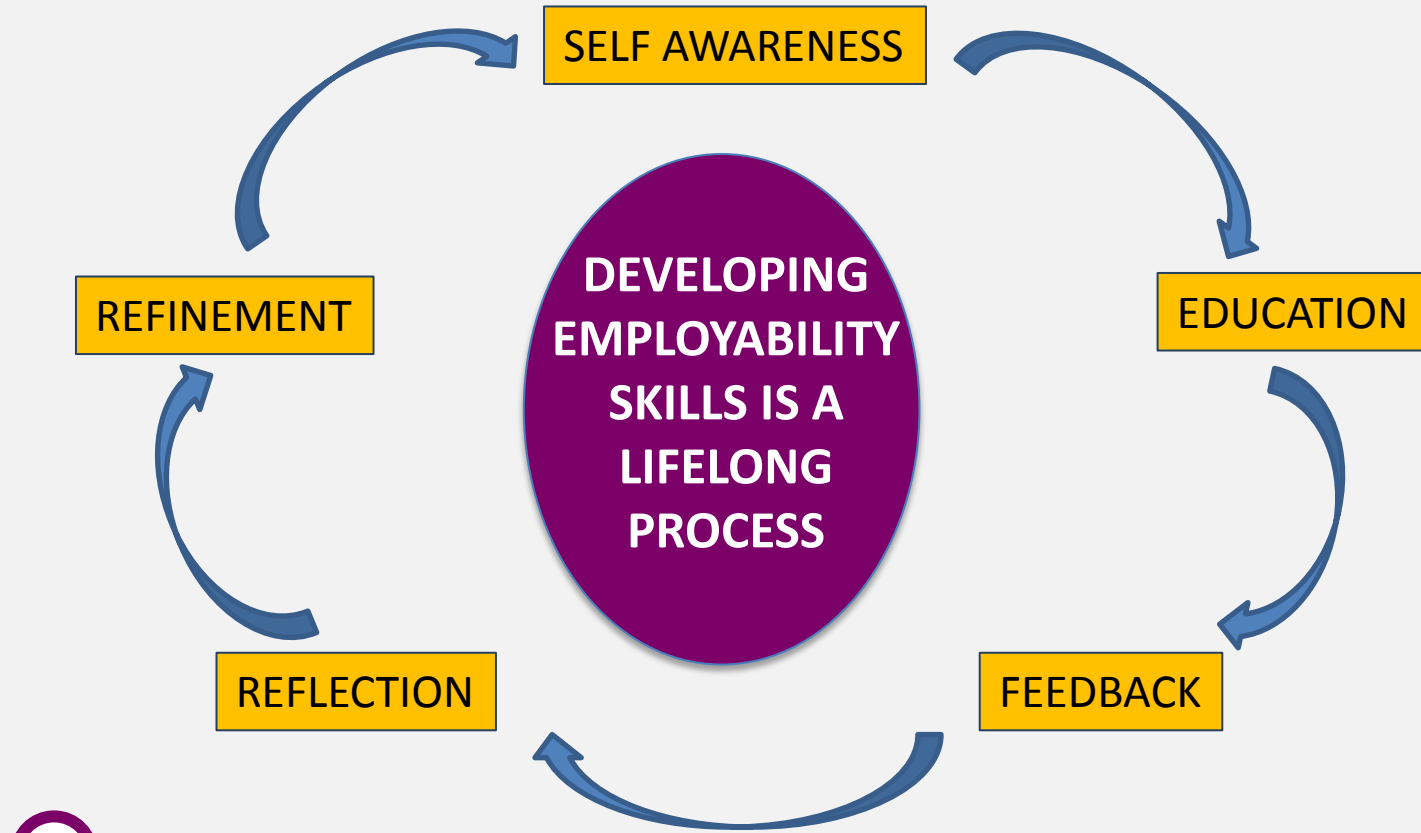 SELF AWARENESS
EDUCATION
FEEDBACK
REFLECTION
REFINEMENT
DEVELOPING
EMPLOYABILITY
SKILLS IS A
LIFELONG
PROCESS